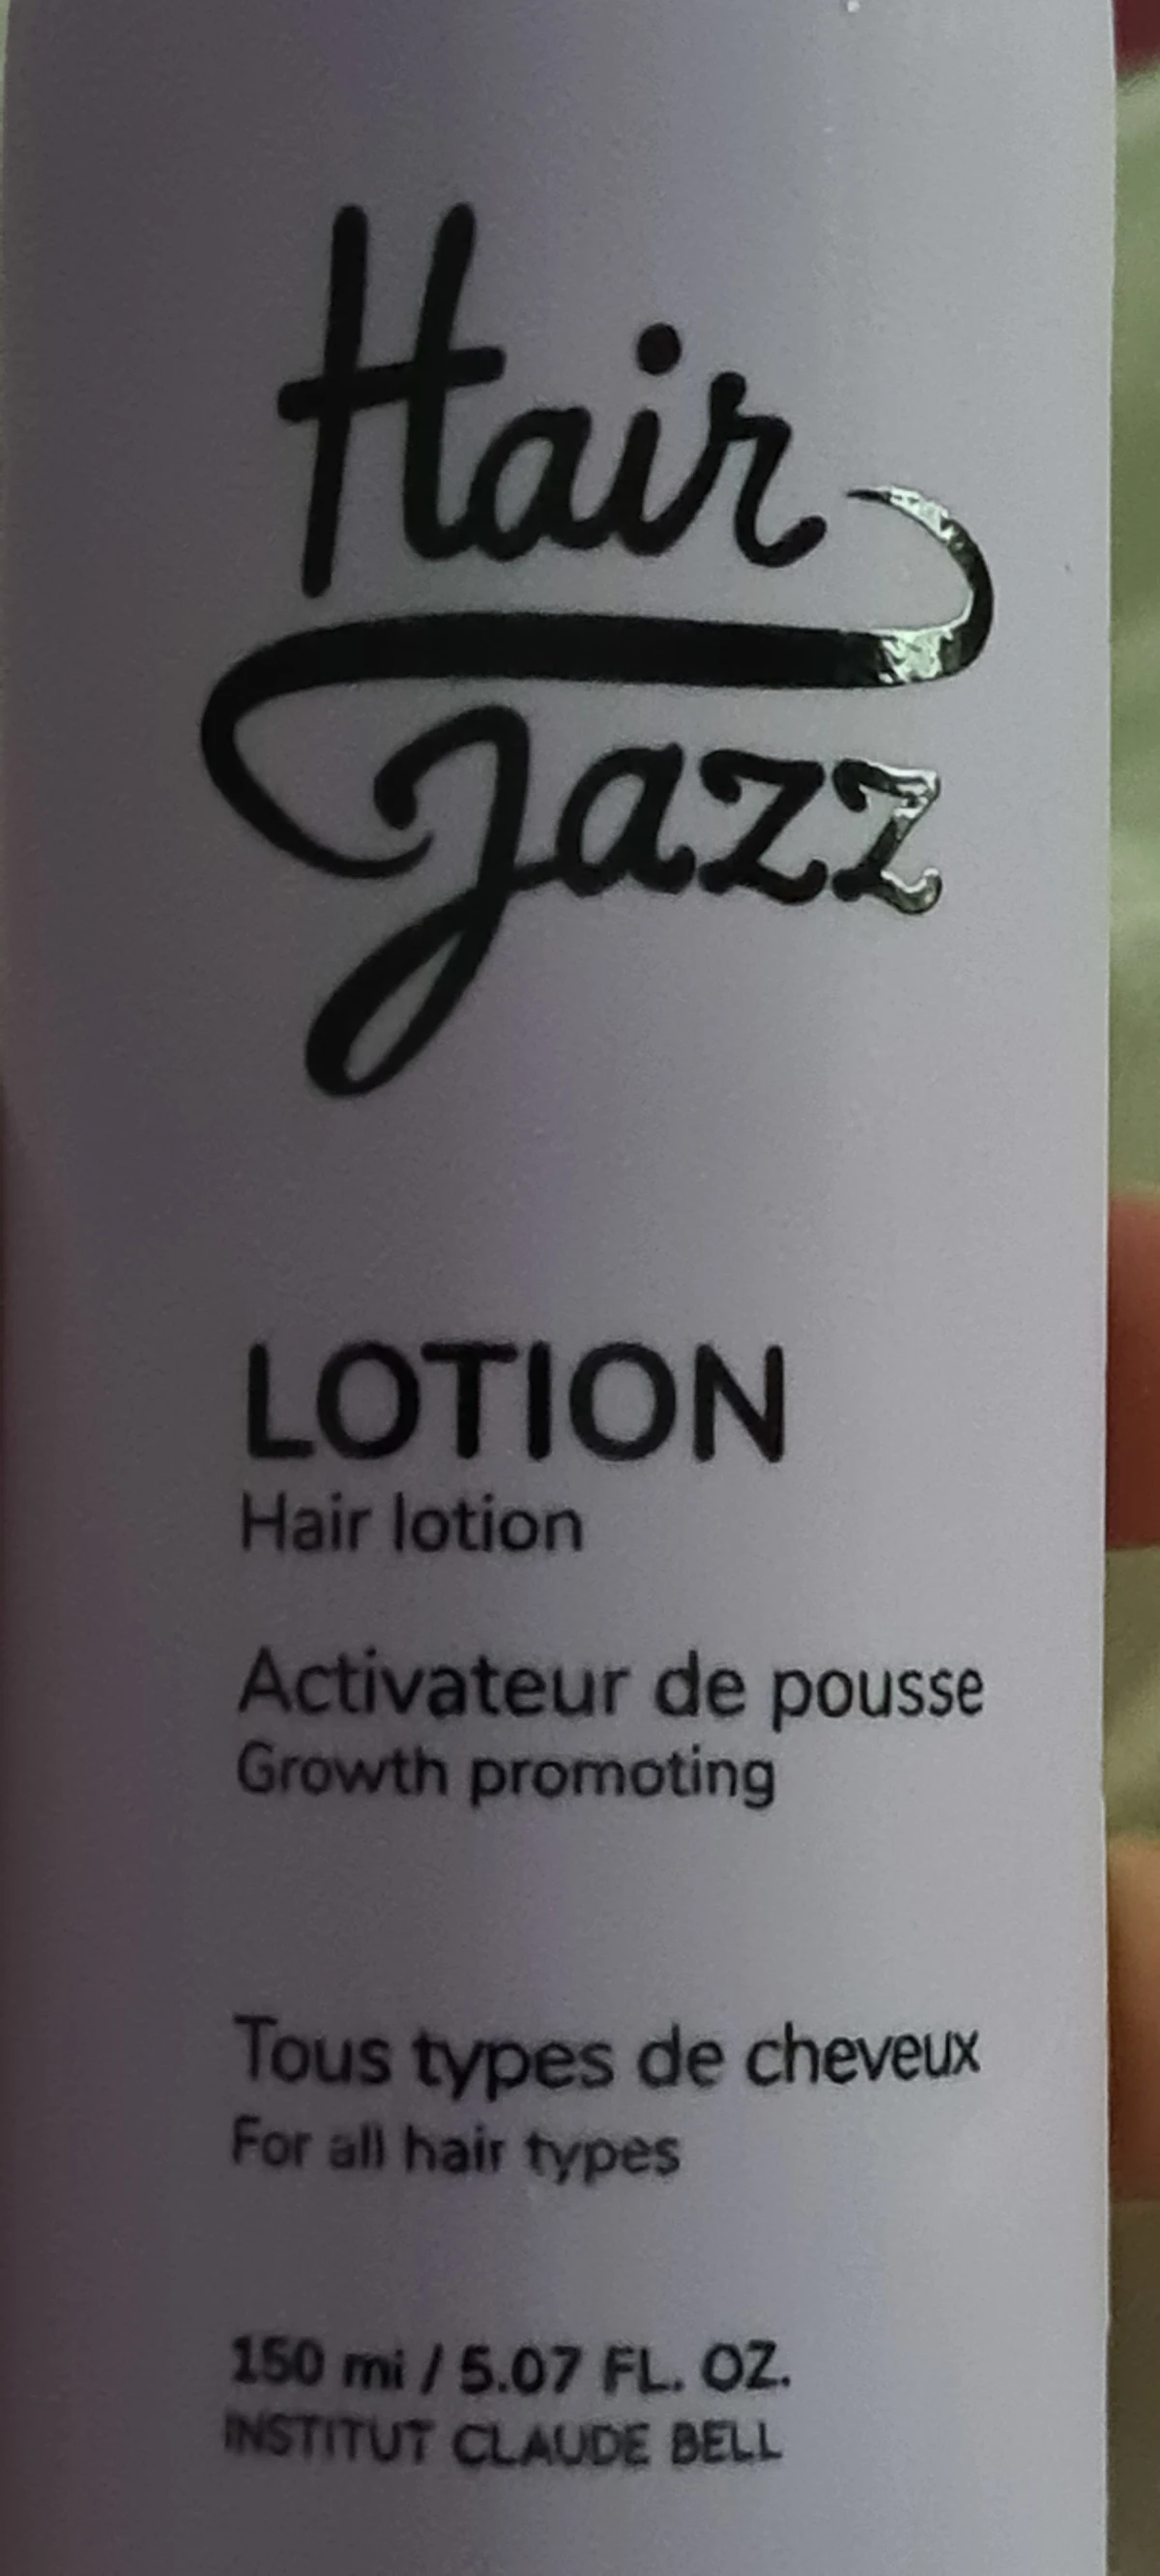 Hair
Jazz
LOTION
Hair lotion
Activateur de pousse
Growth promoting
Tous types de cheveux
For all hair types
150 ml / 5.07 FL. OZ.
INSTITUT CLAUDE BELL